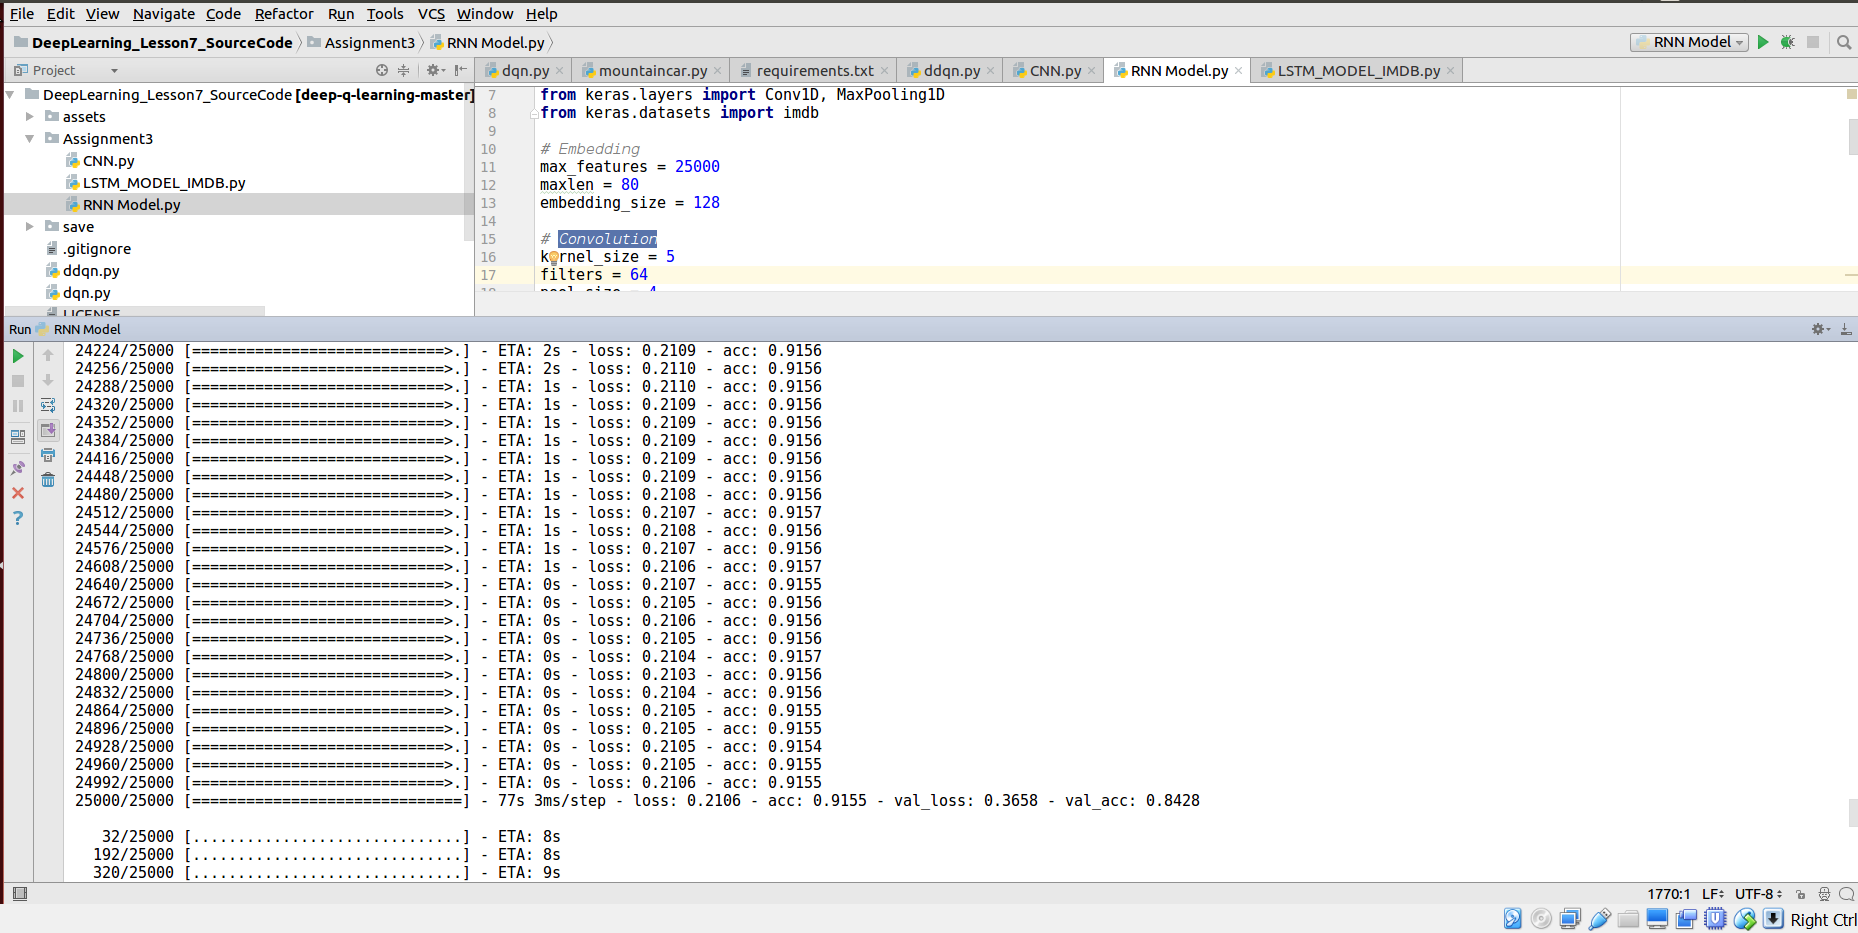 File Edit View Navigate Code Refactor Run Tools VCS Window Help
DeepLearning_Lesson7_SourceCode Assignment3 RNN Model.py RNN Model
Project dqn.py mountaincar.py requirements.txt ddqn.py CNN.py RNN Model.py LSTM_MODEL_IMDB.py
DeepLearning_Lesson7_SourceCode [deep-q-learning-master]
assets
Assignment3
CNN.py
LSTM_MODEL_IMDB.py
RNN Model.py
save
.gitignore
ddqn.py
dqn.py
LICENSE
7 from keras.layers import Conv1D, MaxPooling1D
8 from keras.datasets import imdb
9
10 # Embedding
11 max_features = 25000
12 maxlen = 80
13 embedding_size = 128
14
15 # Convolution
16 kernel_size = 5
17 filters = 64
18 pool_size = 4
Run RNN Model
24224/25000 [============================>.] - ETA: 2s - loss: 0.2109 - acc: 0.9156
24256/25000 [============================>.] - ETA: 2s - loss: 0.2110 - acc: 0.9156
24288/25000 [============================>.] - ETA: 1s - loss: 0.2110 - acc: 0.9156
24320/25000 [============================>.] - ETA: 1s - loss: 0.2109 - acc: 0.9156
24352/25000 [============================>.] - ETA: 1s - loss: 0.2109 - acc: 0.9156
24384/25000 [============================>.] - ETA: 1s - loss: 0.2109 - acc: 0.9156
24416/25000 [============================>.] - ETA: 1s - loss: 0.2109 - acc: 0.9156
24448/25000 [============================>.] - ETA: 1s - loss: 0.2109 - acc: 0.9156
24480/25000 [============================>.] - ETA: 1s - loss: 0.2108 - acc: 0.9156
24512/25000 [============================>.] - ETA: 1s - loss: 0.2107 - acc: 0.9157
24544/25000 [============================>.] - ETA: 1s - loss: 0.2108 - acc: 0.9156
24576/25000 [============================>.] - ETA: 1s - loss: 0.2107 - acc: 0.9156
24608/25000 [============================>.] - ETA: 1s - loss: 0.2106 - acc: 0.9157
24640/25000 [============================>.] - ETA: 0s - loss: 0.2107 - acc: 0.9155
24672/25000 [============================>.] - ETA: 0s - loss: 0.2105 - acc: 0.9156
24704/25000 [============================>.] - ETA: 0s - loss: 0.2106 - acc: 0.9156
24736/25000 [============================>.] - ETA: 0s - loss: 0.2105 - acc: 0.9156
24768/25000 [============================>.] - ETA: 0s - loss: 0.2104 - acc: 0.9157
24800/25000 [============================>.] - ETA: 0s - loss: 0.2103 - acc: 0.9156
24832/25000 [============================>.] - ETA: 0s - loss: 0.2104 - acc: 0.9156
24864/25000 [============================>.] - ETA: 0s - loss: 0.2105 - acc: 0.9155
24896/25000 [============================>.] - ETA: 0s - loss: 0.2105 - acc: 0.9155
24928/25000 [============================>.] - ETA: 0s - loss: 0.2105 - acc: 0.9154
24960/25000 [============================>.] - ETA: 0s - loss: 0.2105 - acc: 0.9155
24992/25000 [============================>.] - ETA: 0s - loss: 0.2106 - acc: 0.9155
25000/25000 [==============================] - 77s 3ms/step - loss: 0.2106 - acc: 0.9155 - val_loss: 0.3658 - val_acc: 0.8428
32/25000 [..............................] - ETA: 8s
192/25000 [..............................] - ETA: 8s
320/25000 [..............................] - ETA: 9s
1770:1 LF UTF-8
Right Ctrl